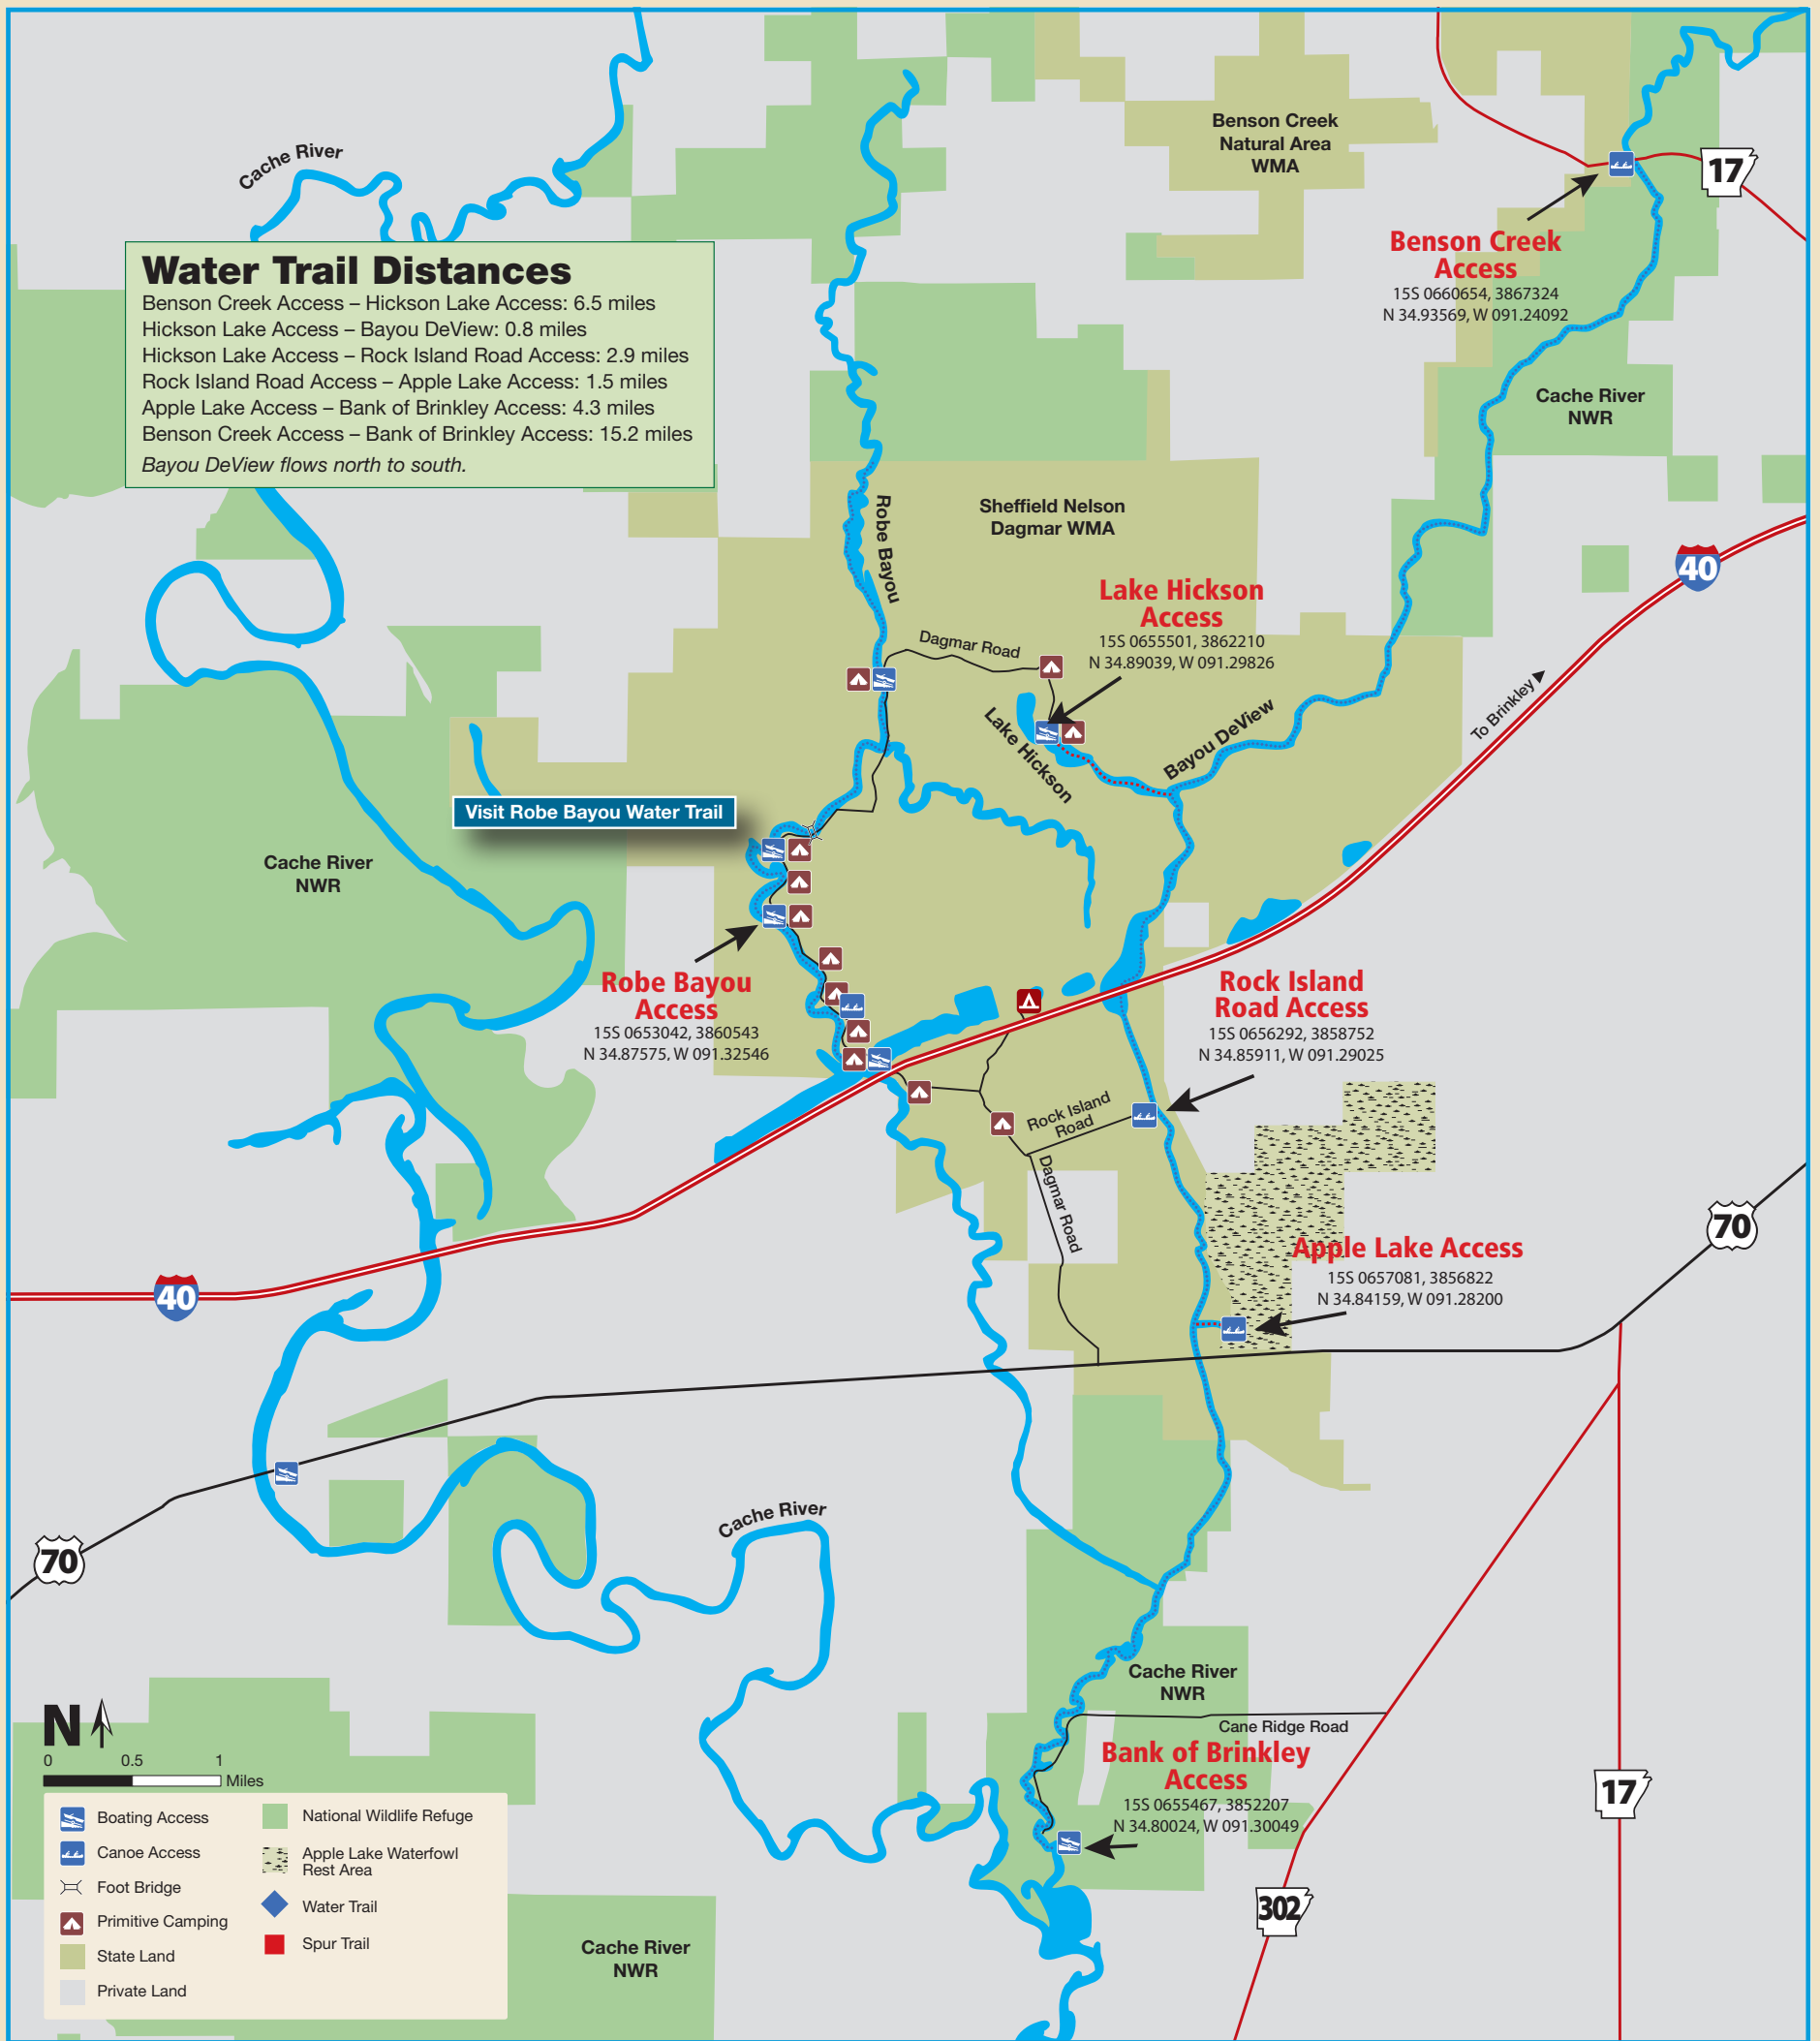 Cache River
Benson Creek
Natural Area
WMA
17
Benson Creek
Access
15S 0660654, 3867324
N 34.93569, W 091.24092
Water Trail Distances
Benson Creek Access – Hickson Lake Access: 6.5 miles
Hickson Lake Access – Bayou DeView: 0.8 miles
Hickson Lake Access – Rock Island Road Access: 2.9 miles
Rock Island Road Access – Apple Lake Access: 1.5 miles
Apple Lake Access – Bank of Brinkley Access: 4.3 miles
Benson Creek Access – Bank of Brinkley Access: 15.2 miles
Bayou DeView flows north to south.
Cache River
NWR
Robe Bayou
Sheffield Nelson
Dagmar WMA
40
Lake Hickson
Access
15S 0655501, 3862210
N 34.89039, W 091.29826
Dagmar Road
Lake Hickson
Bayou DeView
To Brinkley
Visit Robe Bayou Water Trail
Cache River
NWR
Robe Bayou
Access
15S 0653042, 3860543
N 34.87575, W 091.32546
Rock Island
Road Access
15S 0656292, 3858752
N 34.85911, W 091.29025
Rock Island
Road
Dagmar Road
70
Apple Lake Access
15S 0657081, 3856822
N 34.84159, W 091.28200
40
70
Cache River
Cache River
NWR
Cane Ridge Road
Bank of Brinkley
Access
15S 0655467, 3852207
N 34.80024, W 091.30049
17
302
N
0 0.5 1
Miles
Boating Access
Canoe Access
Foot Bridge
Primitive Camping
State Land
Private Land
National Wildlife Refuge
Apple Lake Waterfowl
Rest Area
Water Trail
Spur Trail
Cache River
NWR